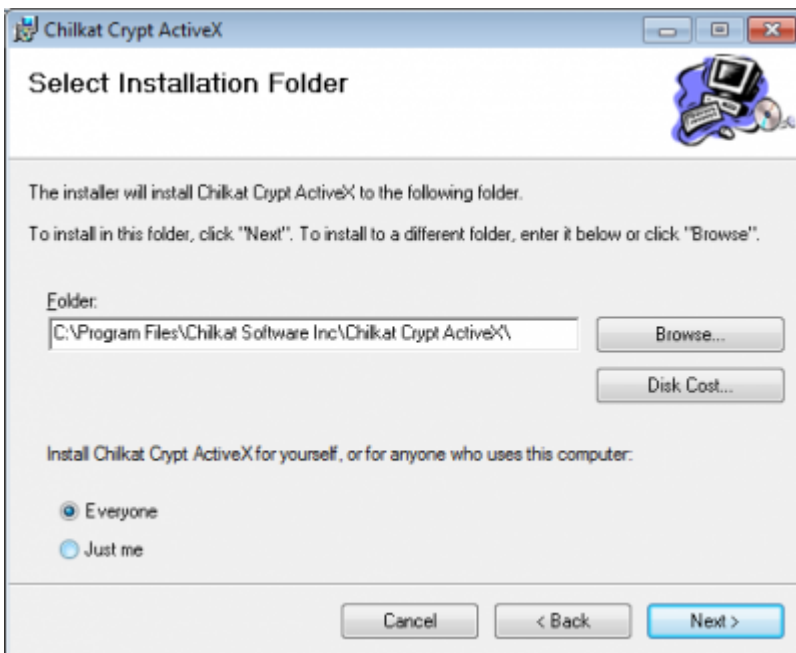 Chilkat Crypt ActiveX
Select Installation Folder
The installer will install Chilkat Crypt ActiveX to the following folder.
To install in this folder, click "Next". To install to a different folder, enter it below or click "Browse".
Folder:
C:\Program Files\Chilkat Software Inc\Chilkat Crypt ActiveX\
Browse...
Disk Cost...
Install Chilkat Crypt ActiveX for yourself, or for anyone who uses this computer:
Everyone
Just me
Cancel
< Back
Next >